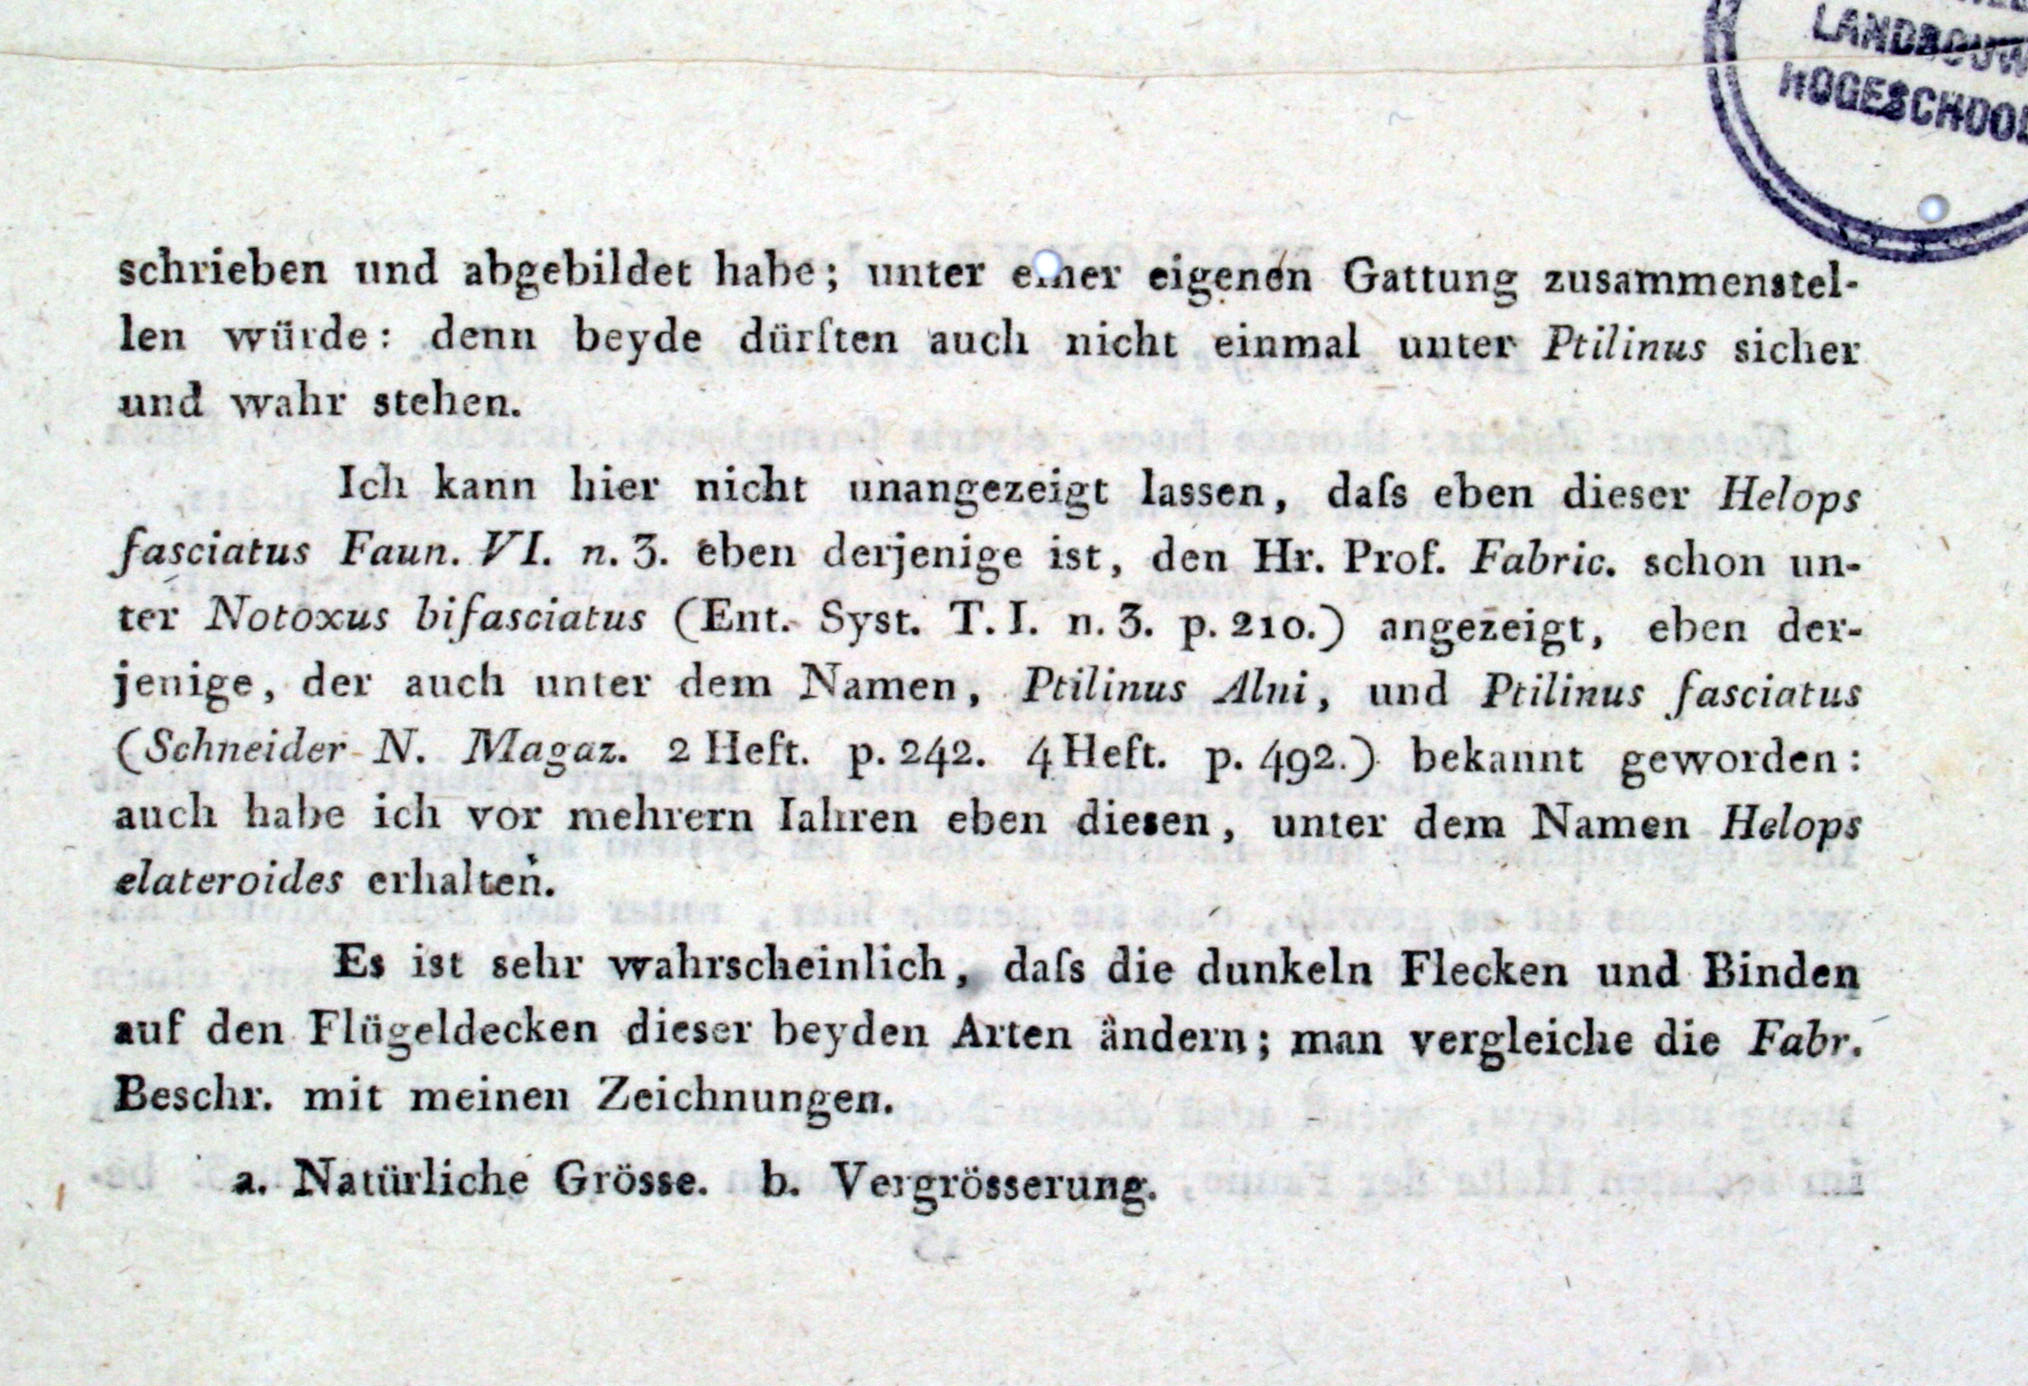 LANDBOUW
HOGESCHOOL
schrieben und abgebildet habe; unter einer eigenen Gattung zusammenstel-
len würde: denn beyde dürften auch nicht einmal unter Ptilinus sicher
und wahr stehen.
Ich kann hier nicht unangezeigt lassen, daſs eben dieser Helops
fasciatus Faun. VI. n. 3. eben derjenige ist, den Hr. Prof. Fabric. schon un-
ter Notoxus bifasciatus (Ent. Syst. T. I. n. 3. p. 210.) angezeigt, eben der-
jenige, der auch unter dem Namen, Ptilinus Alni, und Ptilinus fasciatus
(Schneider N. Magaz. 2 Heft. p. 242. 4 Heft. p. 492.) bekannt geworden:
auch habe ich vor mehrern Iahren eben diesen, unter dem Namen Helops
elateroides erhalten.
Es ist sehr wahrscheinlich, daſs die dunkeln Flecken und Binden
auf den Flügeldecken dieser beyden Arten ändern; man vergleiche die Fabr.
Beschr. mit meinen Zeichnungen.
a. Natürliche Grösse. b. Vergrösserung.